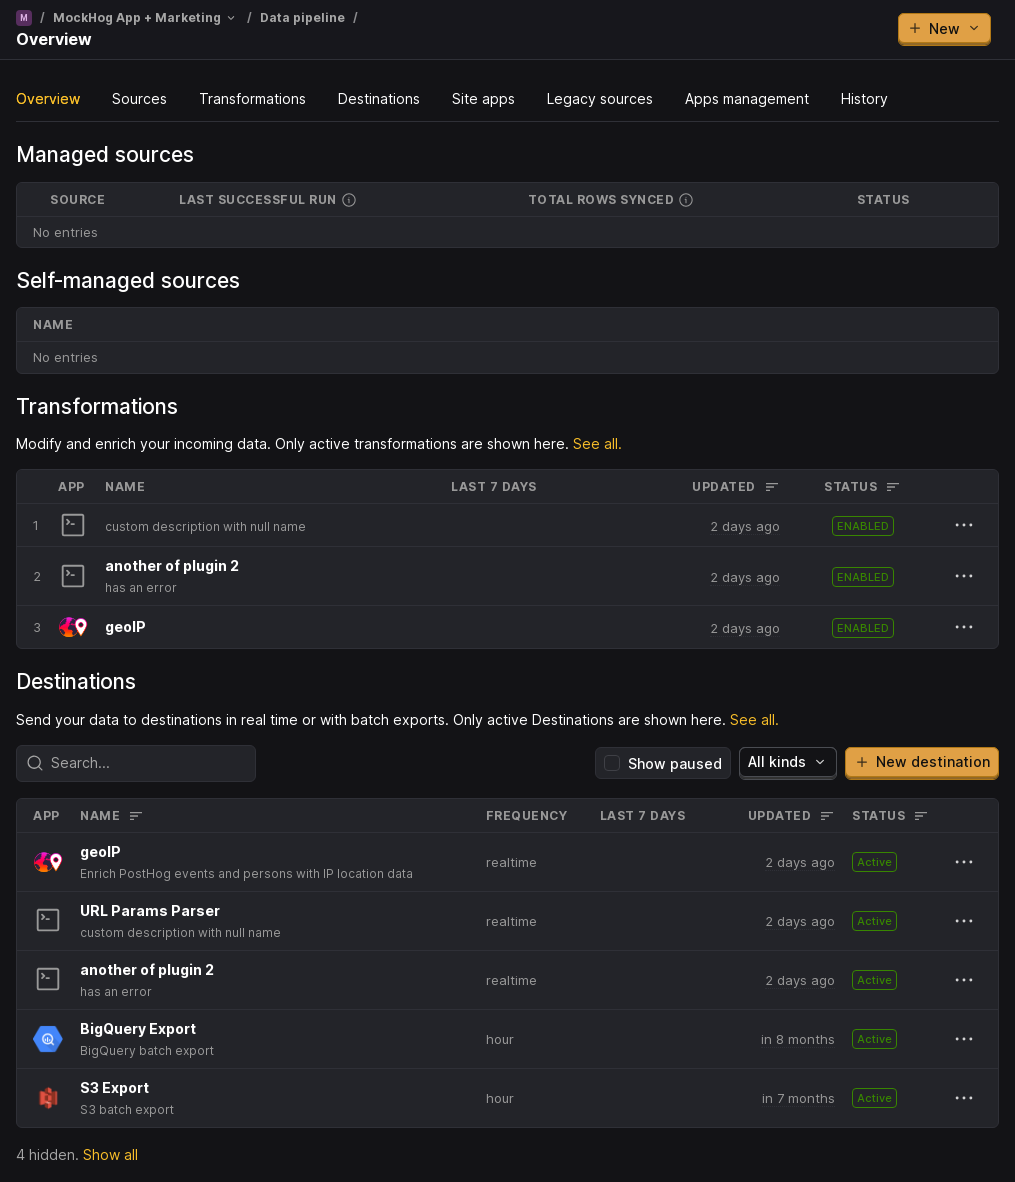 M / MockHog App + Marketing / Data pipeline /
Overview
+ New
Overview Sources Transformations Destinations Site apps Legacy sources Apps management History
Managed sources
SOURCE LAST SUCCESSFUL RUN TOTAL ROWS SYNCED STATUS
No entries
Self-managed sources
NAME
No entries
Transformations
Modify and enrich your incoming data. Only active transformations are shown here. See all.
APP NAME LAST 7 DAYS UPDATED STATUS
1 custom description with null name 2 days ago ENABLED
another of plugin 2
2 2 days ago ENABLED
has an error
3 geoIP 2 days ago ENABLED
Destinations
Send your data to destinations in real time or with batch exports. Only active Destinations are shown here. See all.
Search... Show paused All kinds + New destination
APP NAME FREQUENCY LAST 7 DAYS UPDATED STATUS
geoIP
realtime 2 days ago Active
Enrich PostHog events and persons with IP location data
URL Params Parser
realtime 2 days ago Active
custom description with null name
another of plugin 2
realtime 2 days ago Active
has an error
BigQuery Export
hour in 8 months Active
BigQuery batch export
S3 Export
hour in 7 months Active
S3 batch export
4 hidden. Show all